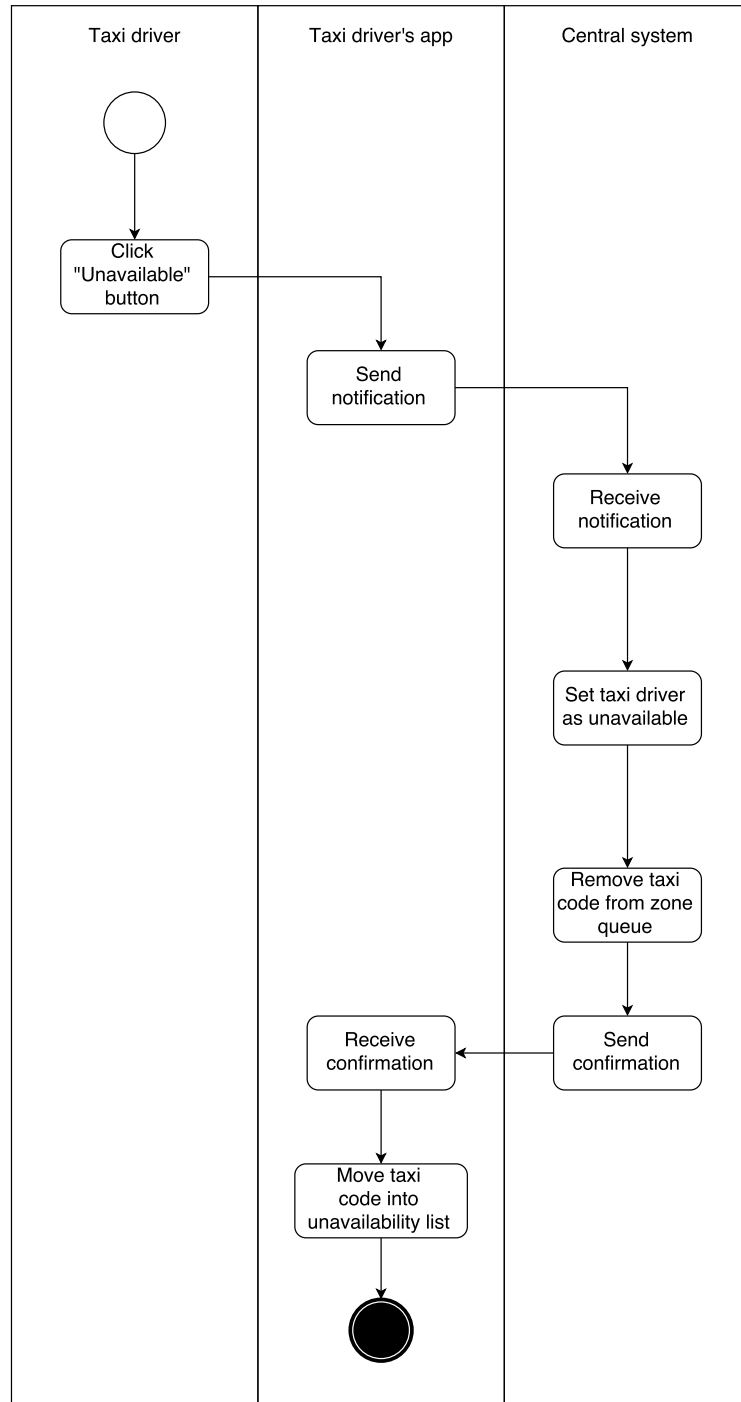 Taxi driver
Taxi driver's app
Central system
Click
"Unavailable"
button
Send
notification
Receive
notification
Set taxi driver
as unavailable
Remove taxi
code from zone
queue
Send
confirmation
Receive
confirmation
Move taxi
code into
unavailability list